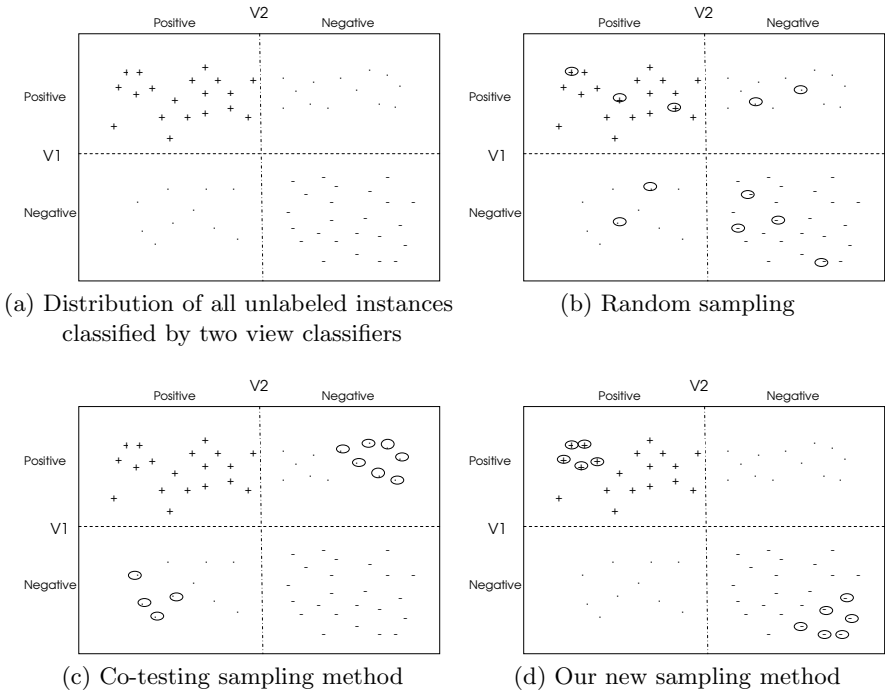 V2
Positive Negative
Positive
V1
Negative
(a) Distribution of all unlabeled instances
classified by two view classifiers
V2
Positive Negative
Positive
V1
Negative
(b) Random sampling
V2
Positive Negative
Positive
V1
Negative
(c) Co-testing sampling method
V2
Positive Negative
Positive
V1
Negative
(d) Our new sampling method